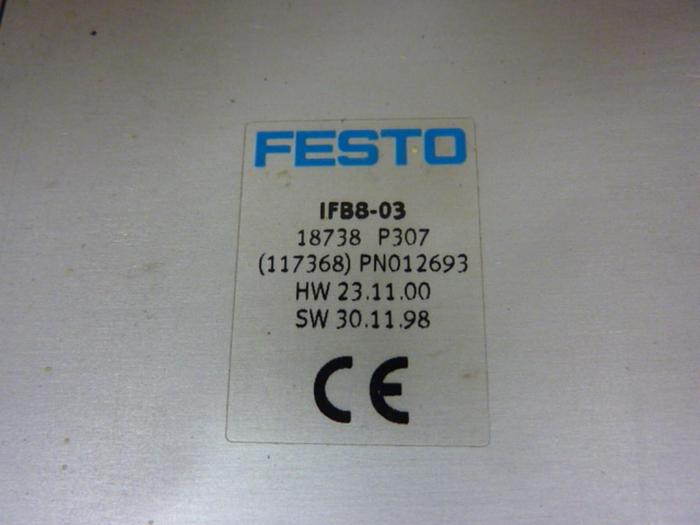 FESTO
IFB8-03
18738 P307
(117368) PN012693
HW 23.11.00
SW 30.11.98
CE